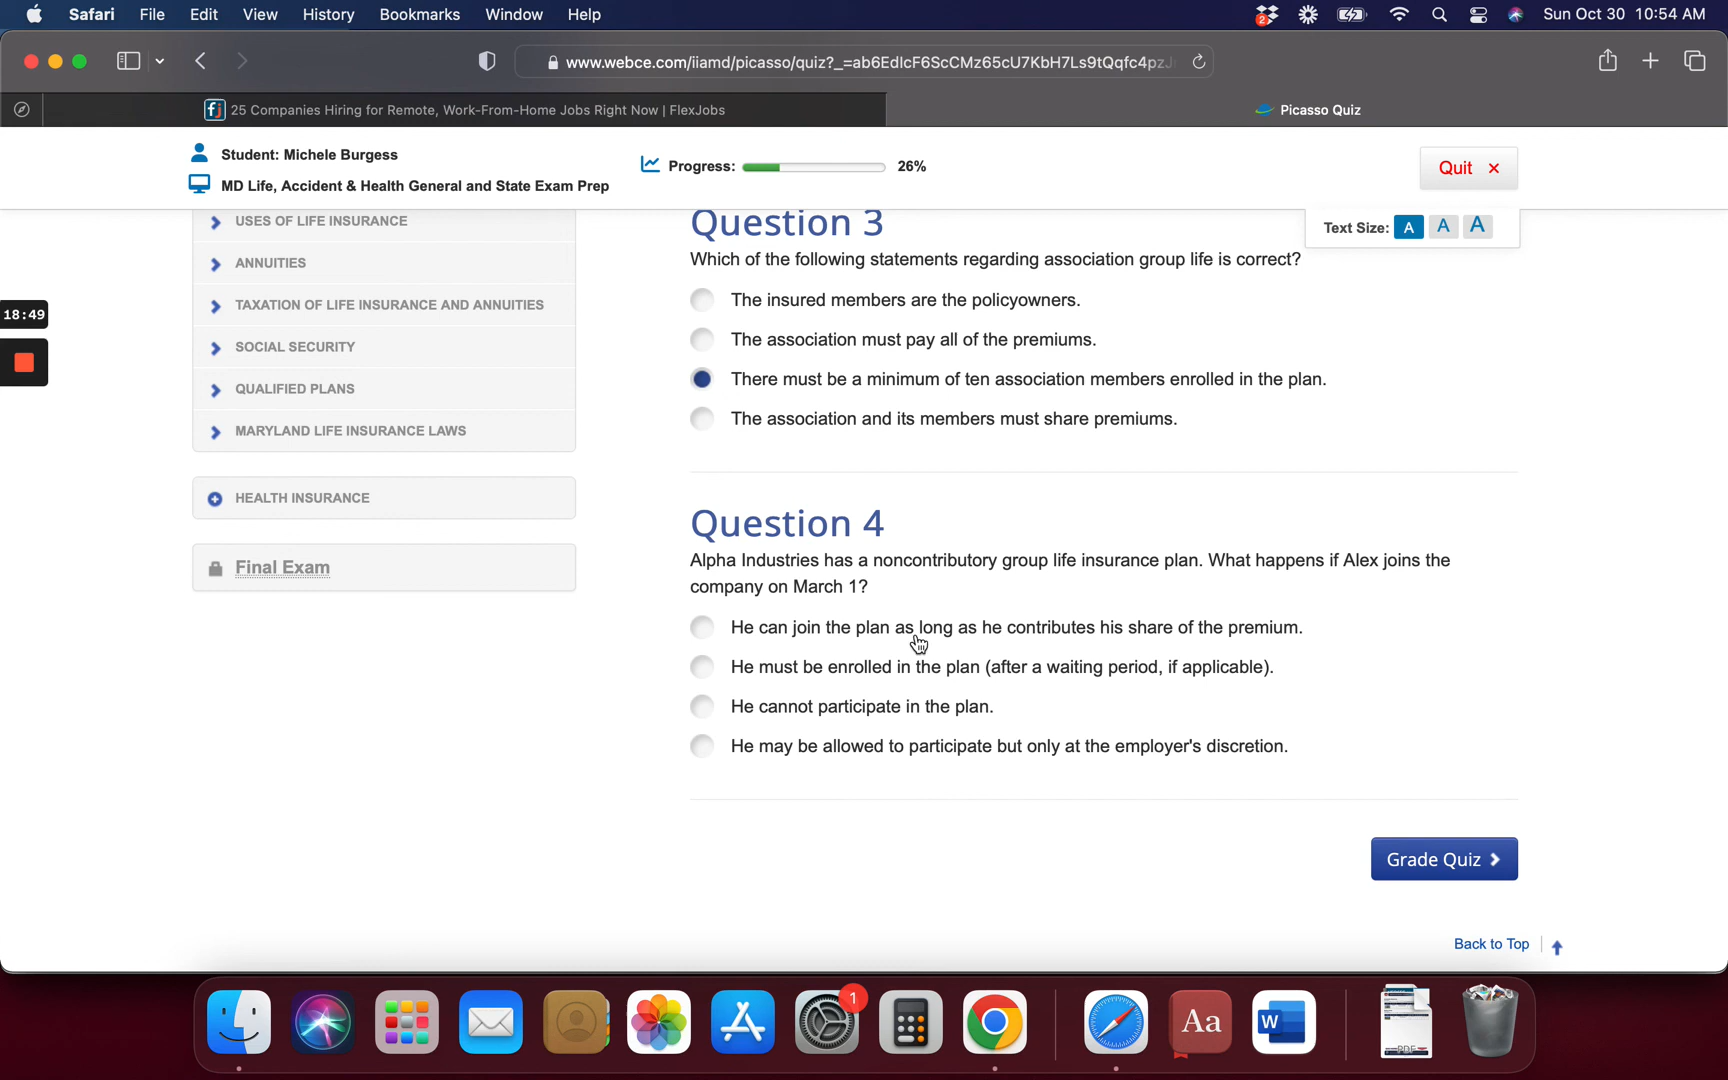 Safari File Edit View History Bookmarks Window Help
2
Sun Oct 30 10:54 AM
www.webce.com/iiamd/picasso/quiz?_=ab6EdlcF6ScCMz65cU7KbH7Ls9tQqfc4pzJ
25 Companies Hiring for Remote, Work-From-Home Jobs Right Now | FlexJobs
Picasso Quiz
Student: Michele Burgess
Progress: 26%
Quit ×
MD Life, Accident & Health General and State Exam Prep
Text Size: A A A
USES OF LIFE INSURANCE
ANNUITIES
TAXATION OF LIFE INSURANCE AND ANNUITIES
SOCIAL SECURITY
QUALIFIED PLANS
MARYLAND LIFE INSURANCE LAWS
HEALTH INSURANCE
Final Exam
18:49
Question 3
Which of the following statements regarding association group life is correct?
The insured members are the policyowners.
The association must pay all of the premiums.
There must be a minimum of ten association members enrolled in the plan.
The association and its members must share premiums.
Question 4
Alpha Industries has a noncontributory group life insurance plan. What happens if Alex joins the
company on March 1?
He can join the plan as long as he contributes his share of the premium.
He must be enrolled in the plan (after a waiting period, if applicable).
He cannot participate in the plan.
He may be allowed to participate but only at the employer's discretion.
Grade Quiz
Back to Top
1
Aa
W
PDF